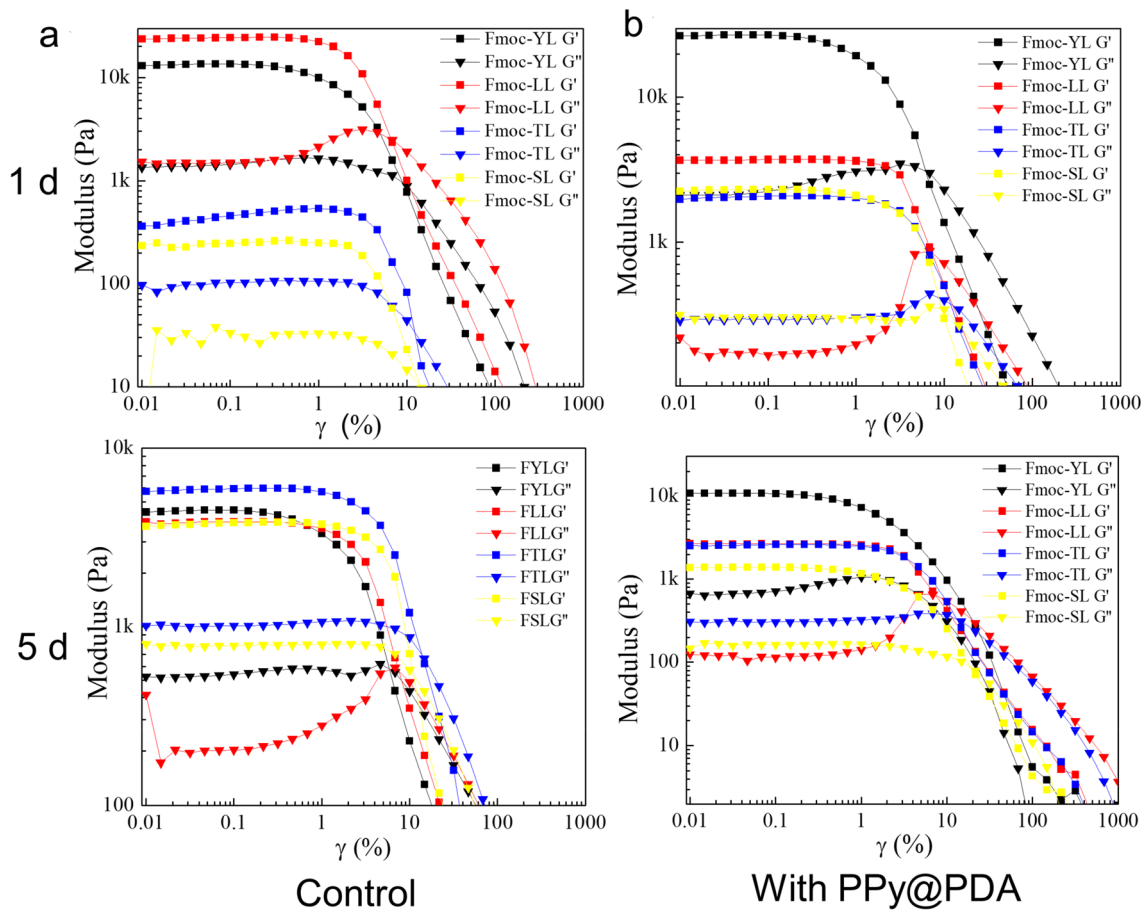 a
b
1 d
5 d
Modulus (Pa)
10k
1k
100
10
0.01 0.1 1 10 100 1000
γ (%)
Fmoc-YL G'
Fmoc-YL G"
Fmoc-LL G'
Fmoc-LL G"
Fmoc-TL G'
Fmoc-TL G"
Fmoc-SL G'
Fmoc-SL G"
Modulus (Pa)
10k
1k
0.01 0.1 1 10 100 1000
γ (%)
Fmoc-YL G'
Fmoc-YL G"
Fmoc-LL G'
Fmoc-LL G"
Fmoc-TL G'
Fmoc-TL G"
Fmoc-SL G'
Fmoc-SL G"
Modulus (Pa)
10k
1k
100
0.01 0.1 1 10 100 1000
γ (%)
FYLG'
FYLG"
FLLG'
FLLG"
FTLG'
FTLG"
FSLG'
FSLG"
Modulus (Pa)
10k
1k
100
10
0.01 0.1 1 10 100 1000
γ (%)
Fmoc-YL G'
Fmoc-YL G"
Fmoc-LL G'
Fmoc-LL G"
Fmoc-TL G'
Fmoc-TL G"
Fmoc-SL G'
Fmoc-SL G"
Control
With PPy@PDA